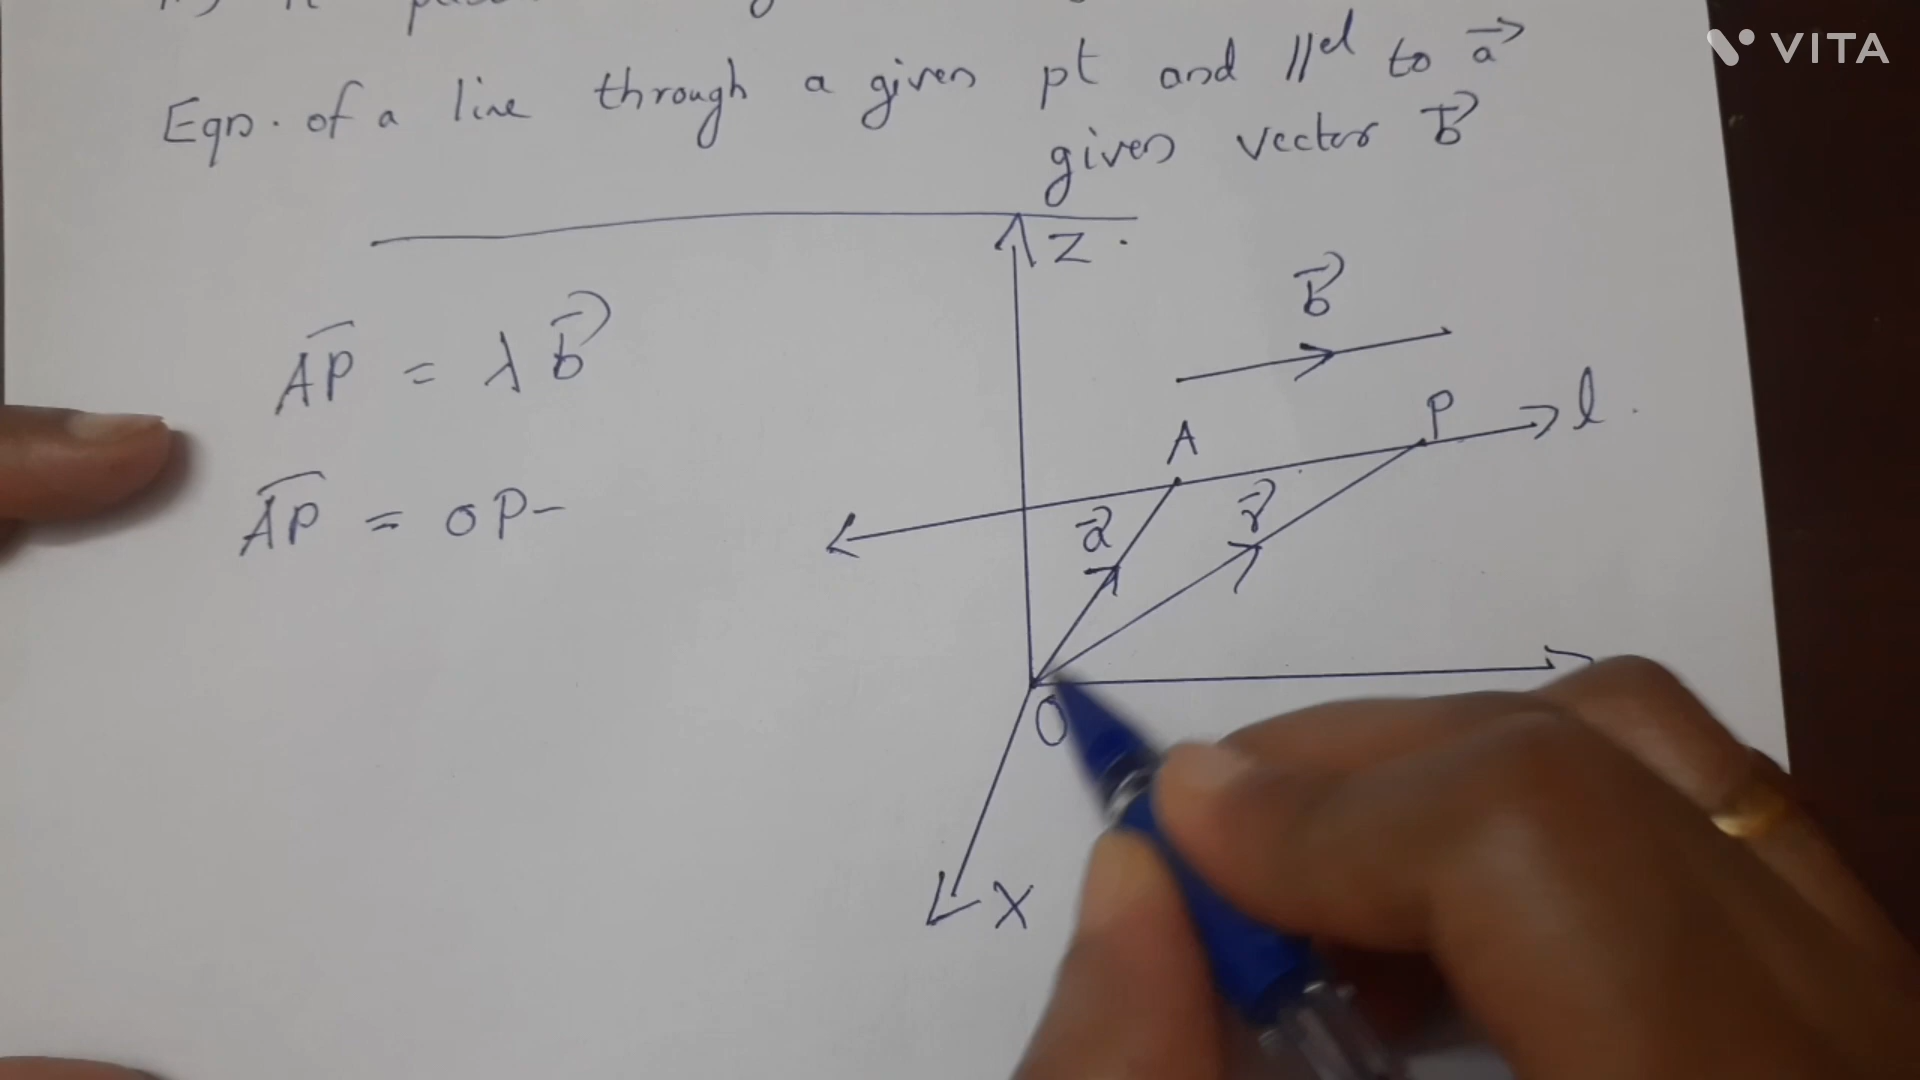 VITA
Eqn. of a line through a given pt and ||el to a⃗
given vector b⃗
Z
b⃗
AP = λ b⃗
P
l
A
AP = OP-
a⃗
r⃗
O
X